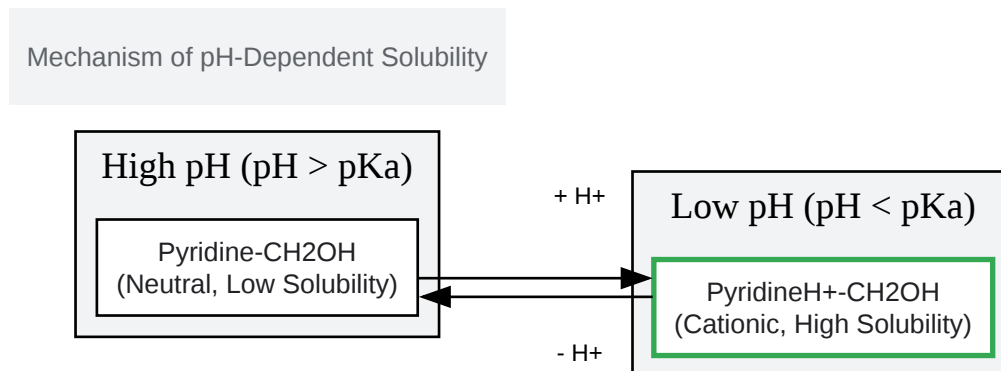 Mechanism of pH-Dependent Solubility
High pH (pH > pKa)
Pyridine-CH2OH
(Neutral, Low Solubility)
+ H+
- H+
Low pH (pH < pKa)
PyridineH+-CH2OH
(Cationic, High Solubility)